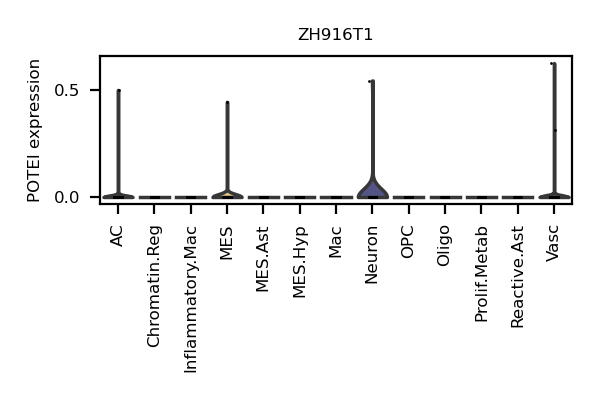 ZH916T1
POTEI expression
0.5
0.0
AC
Chromatin.Reg
Inflammatory.Mac
MES
MES.Ast
MES.Hyp
Mac
Neuron
OPC
Oligo
Prolif.Metab
Reactive.Ast
Vasc